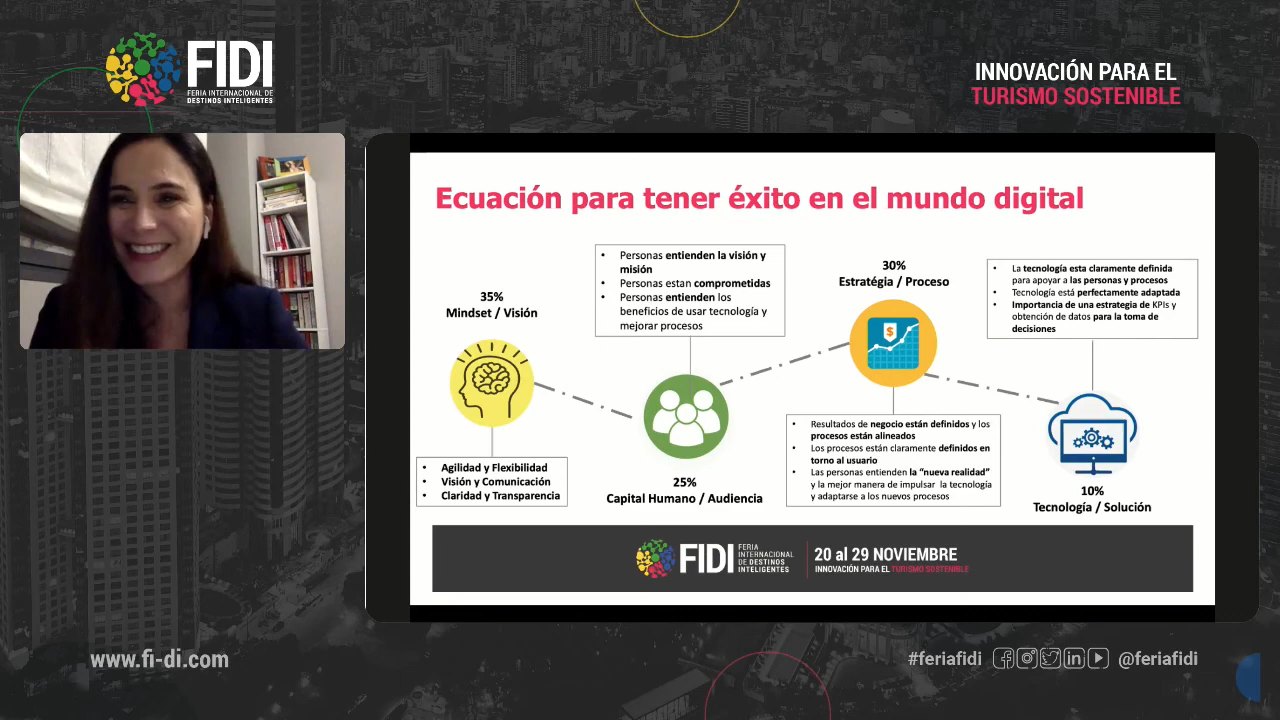 FIDI
FERIA INTERNACIONAL DE
DESTINOS INTELIGENTES
INNOVACIÓN PARA EL
TURISMO SOSTENIBLE
Ecuación para tener éxito en el mundo digital
35%
Mindset / Visión
• Agilidad y Flexibilidad
• Visión y Comunicación
• Claridad y Transparencia
• Personas entienden la visión y
misión
• Personas estan comprometidas
• Personas entienden los
beneficios de usar tecnología y
mejorar procesos
25%
Capital Humano / Audiencia
30%
Estratégia / Proceso
$
• Resultados de negocio están definidos y los
procesos están alineados
• Los procesos están claramente definidos en
torno al usuario
• Las personas entienden la “nueva realidad”
y la mejor manera de impulsar la tecnología
y adaptarse a los nuevos procesos
• La tecnología esta claramente definida
para apoyar a las personas y procesos
• Tecnología está perfectamente adaptada
• Importancia de una estrategia de KPIs y
obtención de datos para la toma de
decisiones
10%
Tecnología / Solución
FIDI
FERIA
INTERNACIONAL
DE DESTINOS
INTELIGENTES
20 al 29 NOVIEMBRE
INNOVACIÓN PARA EL TURISMO SOSTENIBLE
www.fi-di.com
#feriafidi
@feriafidi